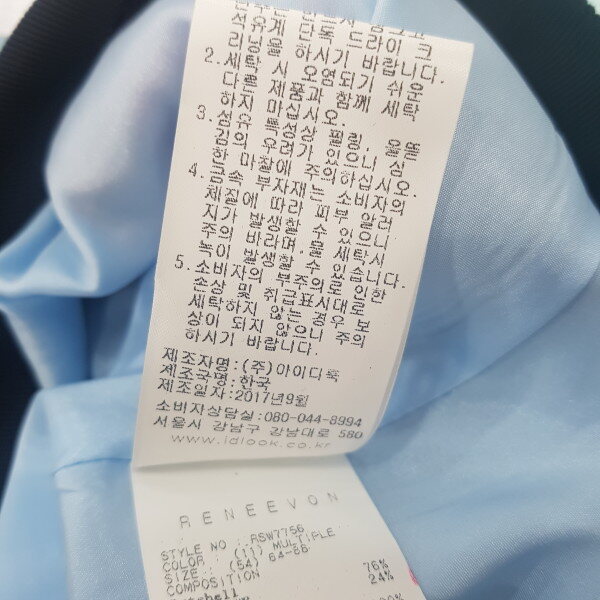 섬유게 단독 드라이 크
리닝을 하시기 바랍니다.
2.세탁 시 오염되기 쉬운
다른 제품과 함께 세탁
하지 마십시오.
3.섬유 특성상 필링, 올뜯
김의 우려가 있으니 심
한 마찰에 주의하십시오.
4.금속 부자재는 소비자의
체질에 따라 피부 알러
지가 발생할 수 있으니
주의 바라며,물 세탁시
녹이 발생할 수 있습니다.
5.소비자의 부주의로 인한
손상 및 취급표시대로
세탁하지 않는 경우 보
상이 되지 않으니 주의
하시기 바랍니다.
제조자명:(주)아이디룩
제조국명:한국
제조일자:2017년9월
소비자상담실:080-044-8994
서울시 강남구 강남대로 580
www.idlook.co.kr
RENEEVON
STYLE NO : RSW7756
COLOR : (11) MULTIPLE
SIZE : (54) 64-88
COMPOSITION
76%
24%